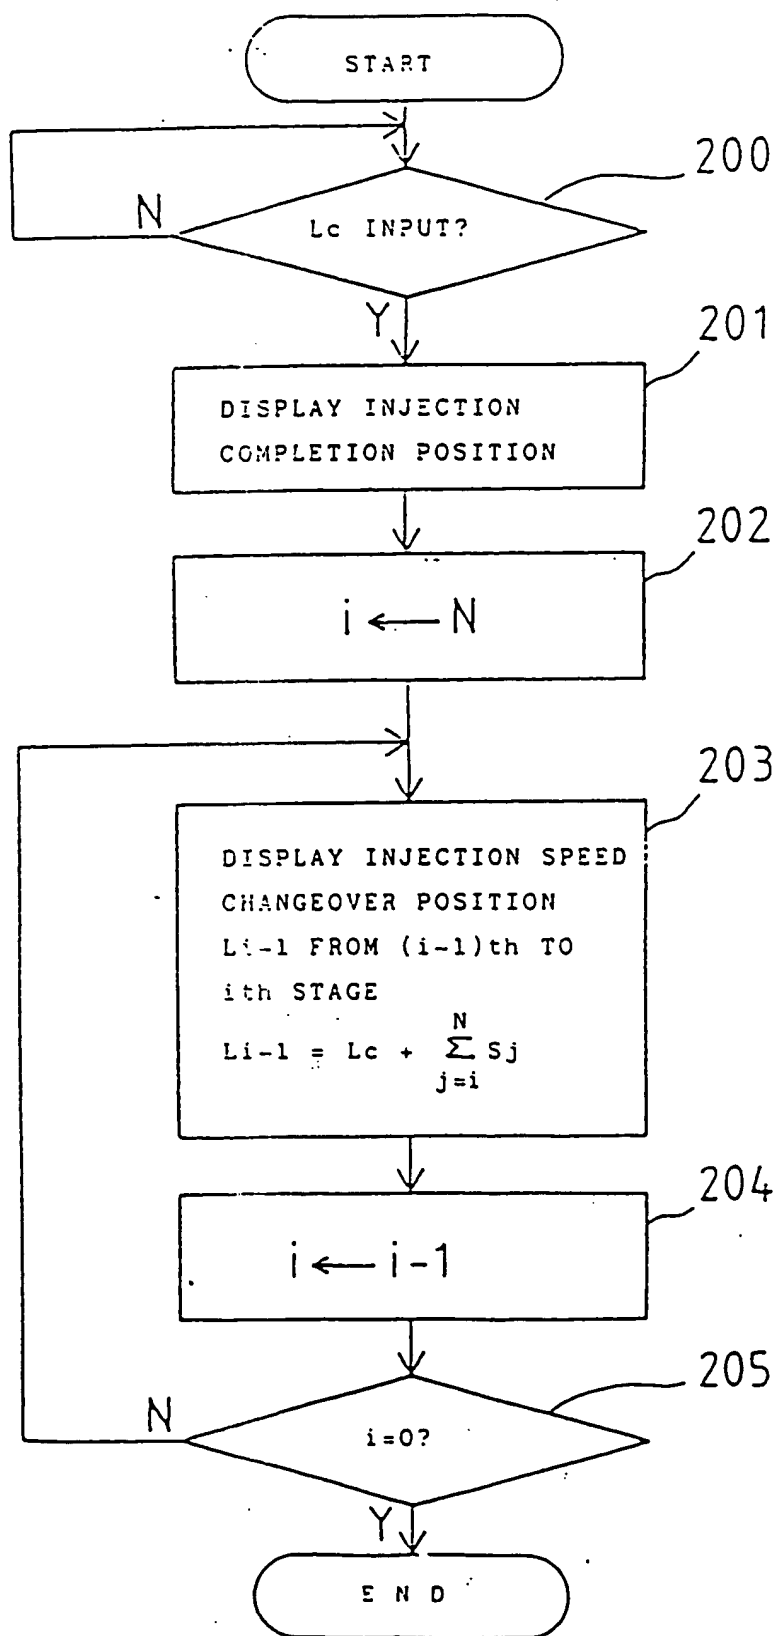 START
200
N
Lc INPUT?
Y
201
DISPLAY INJECTION
COMPLETION POSITION
202
i ← N
203
DISPLAY INJECTION SPEED
CHANGEOVER POSITION
Li-1 FROM (i-1)th TO
ith STAGE
N
Li-1 = Lc + Σ Sj
j=i
204
i ← i-1
205
N
i=0?
Y
END